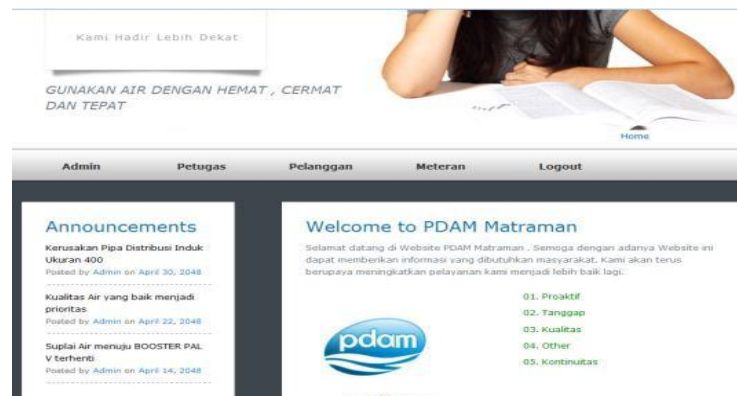 Kami Hadir Lebih Dekat
GUNAKAN AIR DENGAN HEMAT , CERMAT
DAN TEPAT
Home
Admin Petugas Pelanggan Meteran Logout
Announcements
Kerusakan Pipa Distribusi Induk
Ukuran 400
Posted by Admin on April 30, 2048
Kualitas Air yang baik menjadi
prioritas
Posted by Admin on April 22, 2048
Suplai Air menuju BOOSTER PAL
V terhenti
Posted by Admin on April 14, 2048
Welcome to PDAM Matraman
Selamat datang di Website PDAM Matraman . Semoga dengan adanya Website ini
dapat memberikan informasi yang dibutuhkan masyarakat. Kami akan terus
berupaya meningkatkan pelayanan kami menjadi lebih baik lagi.
01. Proaktif
02. Tanggap
03. Kualitas
04. Other
05. Kontinuitas
pdam